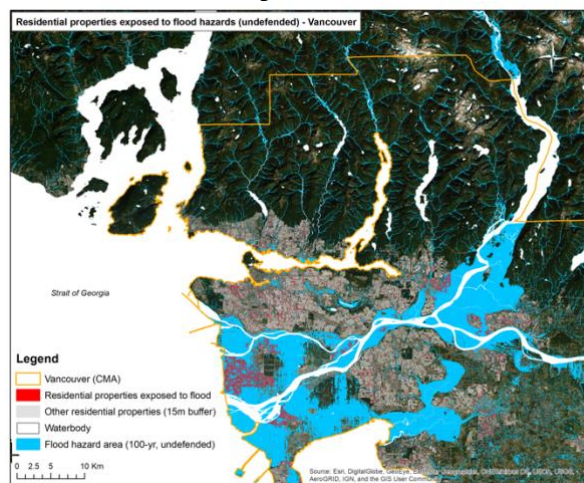 Residential properties exposed to flood hazards (undefended) - Vancouver
Strait of Georgia
Legend
Vancouver (CMA)
Residential properties exposed to flood
Other residential properties (15m buffer)
Waterbody
Flood hazard area (100-yr, undefended)
0 2.5 5 10 Km
Source: Esri, DigitalGlobe, GeoEye,
AeroGRID, IGN, and the GIS User